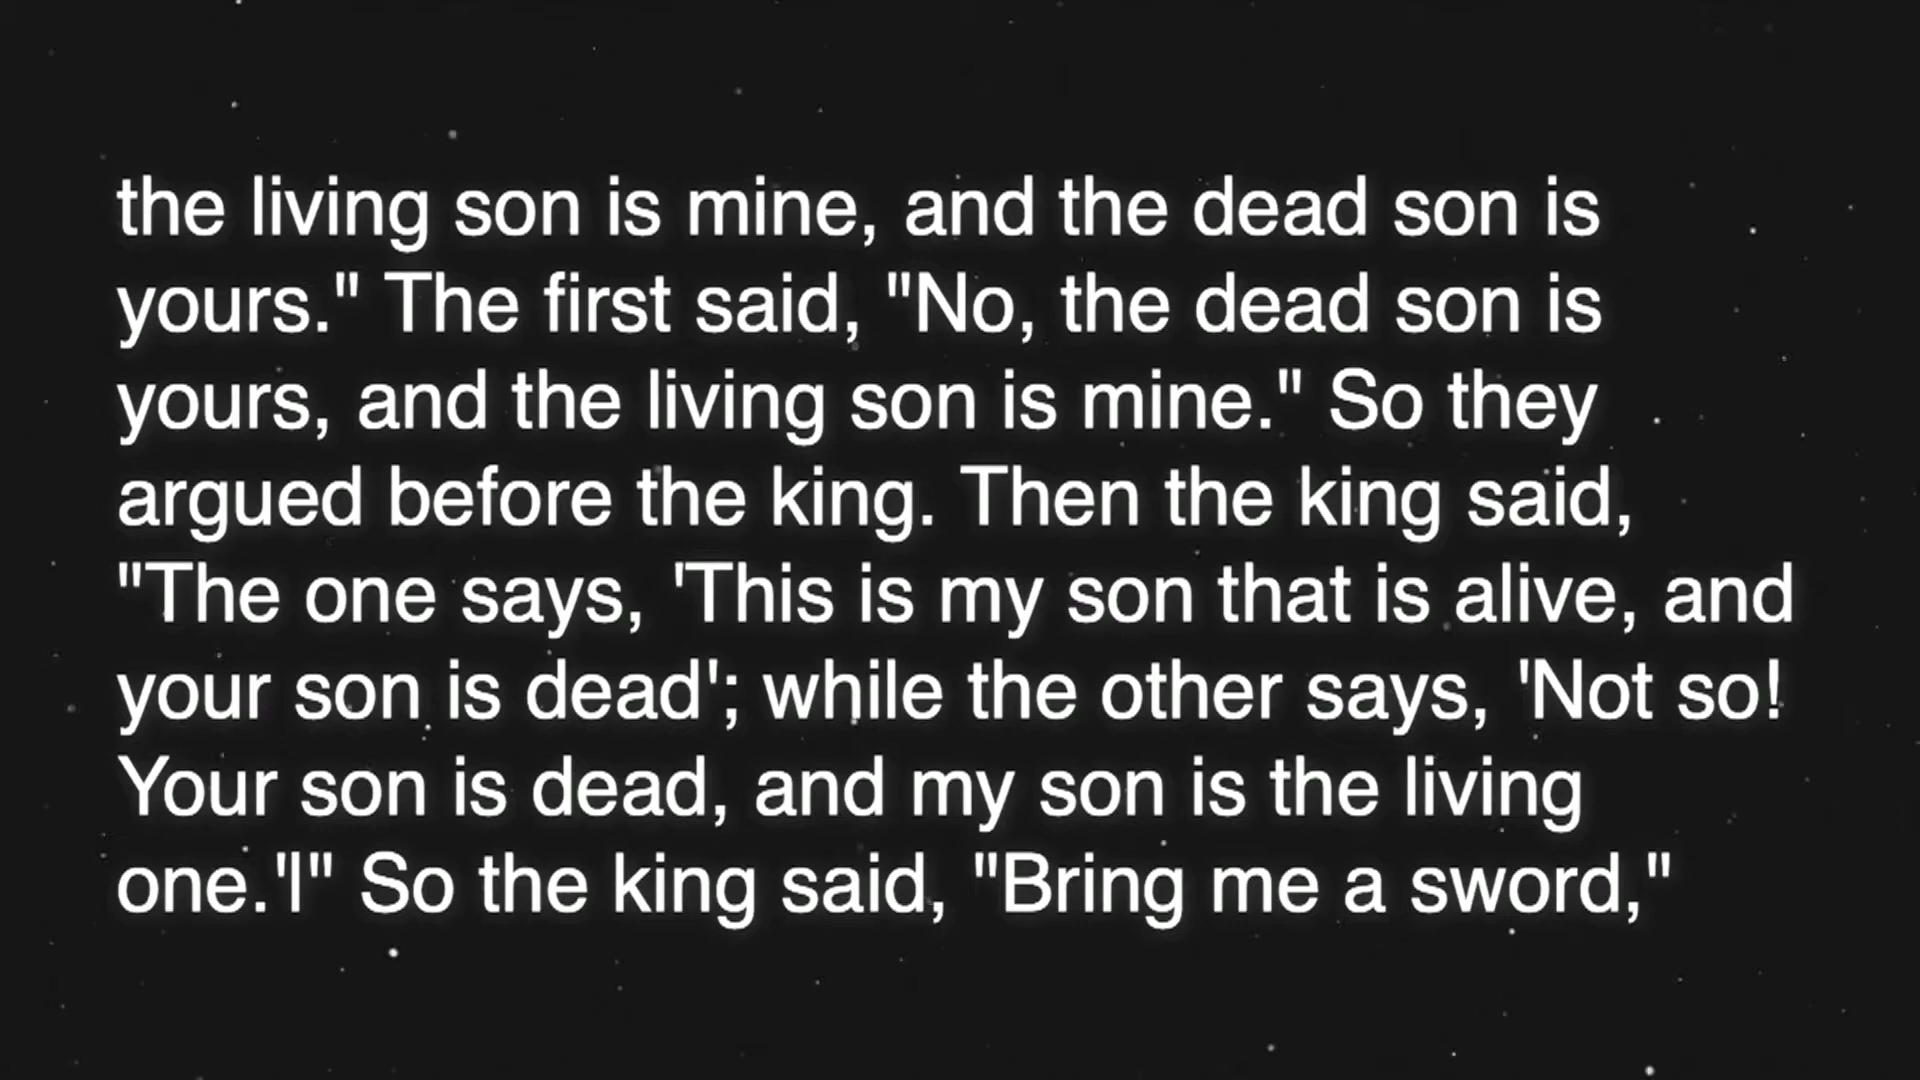 the living son is mine, and the dead son is
yours." The first said, "No, the dead son is
yours, and the living son is mine." So they
argued before the king. Then the king said,
"The one says, 'This is my son that is alive, and
your son is dead'; while the other says, 'Not so!
Your son is dead, and my son is the living
one.'l" So the king said, "Bring me a sword,"